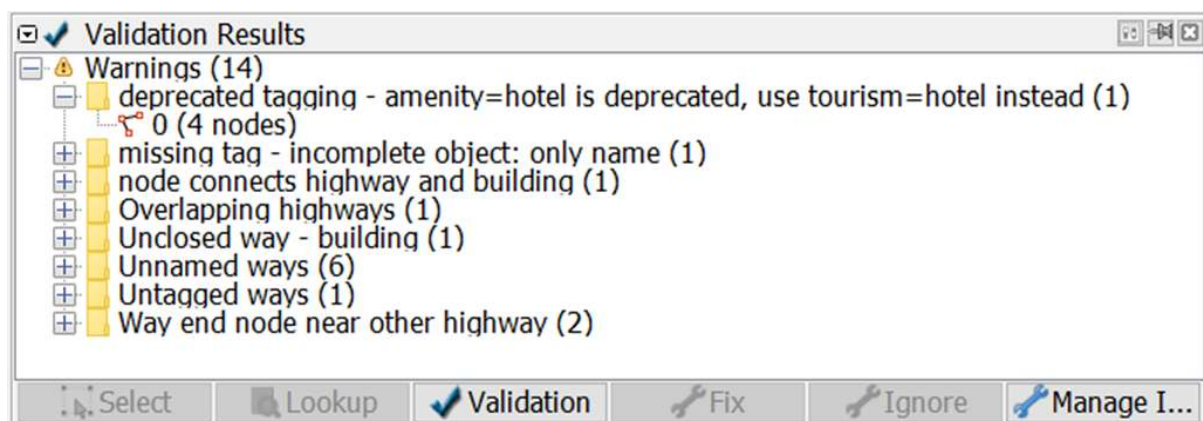 Validation Results
Warnings (14)
deprecated tagging - amenity=hotel is deprecated, use tourism=hotel instead (1)
0 (4 nodes)
missing tag - incomplete object: only name (1)
node connects highway and building (1)
Overlapping highways (1)
Unclosed way - building (1)
Unnamed ways (6)
Untagged ways (1)
Way end node near other highway (2)
Select Lookup Validation Fix Ignore Manage I...